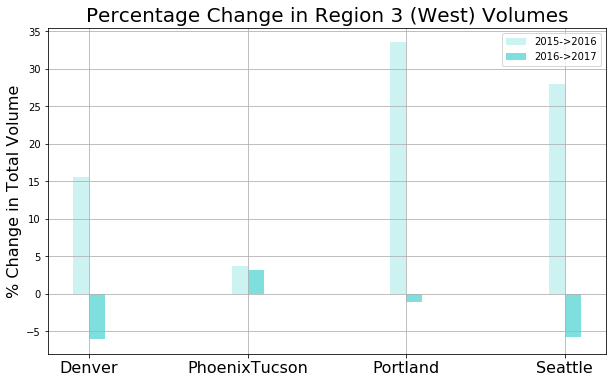 Percentage Change in Region 3 (West) Volumes
2015->2016
2016->2017
% Change in Total Volume
35
30
25
20
15
10
5
0
−5
Denver
PhoenixTucson
Portland
Seattle